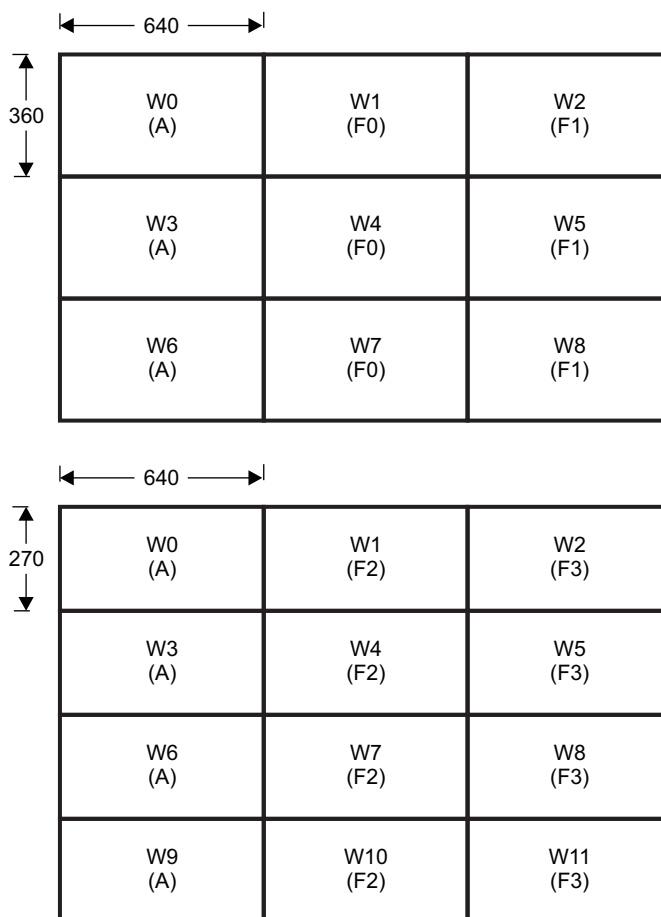 640
360
W0
(A)
W1
(F0)
W2
(F1)
W3
(A)
W4
(F0)
W5
(F1)
W6
(A)
W7
(F0)
W8
(F1)
640
270
W0
(A)
W1
(F2)
W2
(F3)
W3
(A)
W4
(F2)
W5
(F3)
W6
(A)
W7
(F2)
W8
(F3)
W9
(A)
W10
(F2)
W11
(F3)